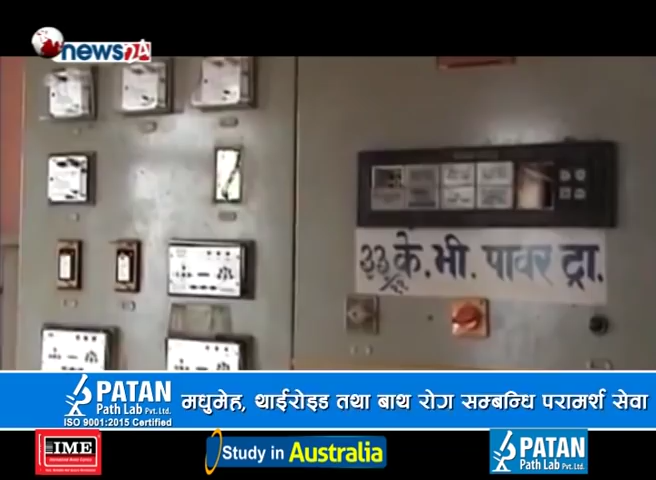 news24
३३ के.भी. पावर ट्रा.
PATAN
Path Lab Pvt. Ltd.
ISO 9001:2015 Certified
मधुमेह, थाईरोइड तथा बाथ रोग सम्बन्धि परामर्श सेवा
IME
Study in Australia
PATAN
Path Lab Pvt. Ltd.